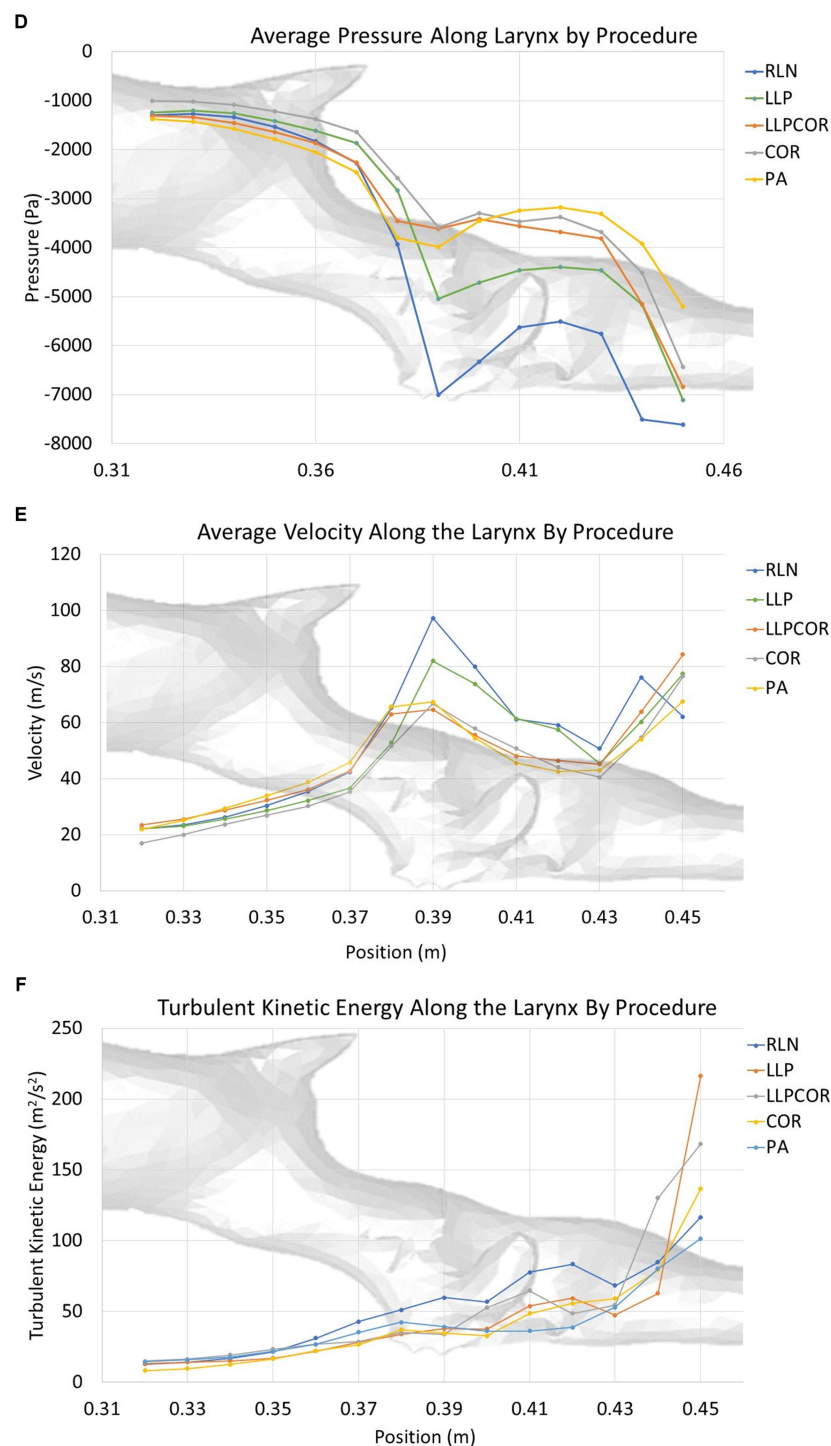 D
Average Pressure Along Larynx by Procedure
0
-1000
-2000
-3000
-4000
-5000
-6000
-7000
-8000
Pressure (Pa)
0.31 0.36 0.41 0.46
RLN
LLP
LLPCOR
COR
PA
E
Average Velocity Along the Larynx By Procedure
120
100
80
60
40
20
0
Velocity (m/s)
0.31 0.33 0.35 0.37 0.39 0.41 0.43 0.45
Position (m)
RLN
LLP
LLPCOR
COR
PA
F
Turbulent Kinetic Energy Along the Larynx By Procedure
250
200
150
100
50
0
Turbulent Kinetic Energy (m²/s²)
0.31 0.33 0.35 0.37 0.39 0.41 0.43 0.45
Position (m)
RLN
LLP
LLPCOR
COR
PA